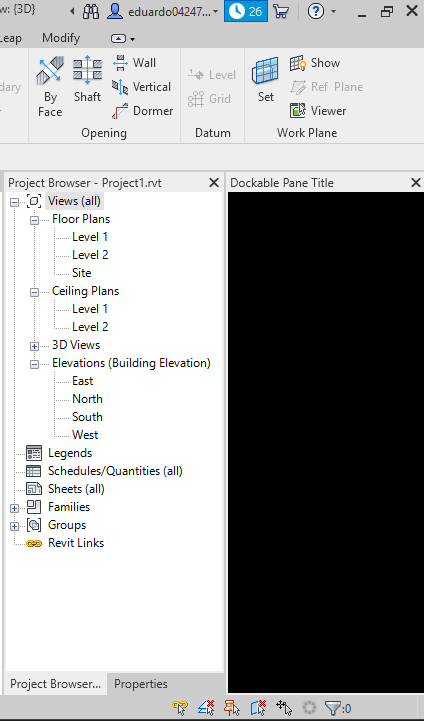 w: {3D}
eduardo04247...
26
Leap
Modify
By
Face
Shaft
Wall
Vertical
Dormer
Opening
Level
Grid
Datum
Set
Show
Ref Plane
Viewer
Work Plane
Project Browser - Project1.rvt
Dockable Pane Title
Views (all)
Floor Plans
Level 1
Level 2
Site
Ceiling Plans
Level 1
Level 2
3D Views
Elevations (Building Elevation)
East
North
South
West
Legends
Schedules/Quantities (all)
Sheets (all)
Families
Groups
Revit Links
Project Browser...
Properties
:0